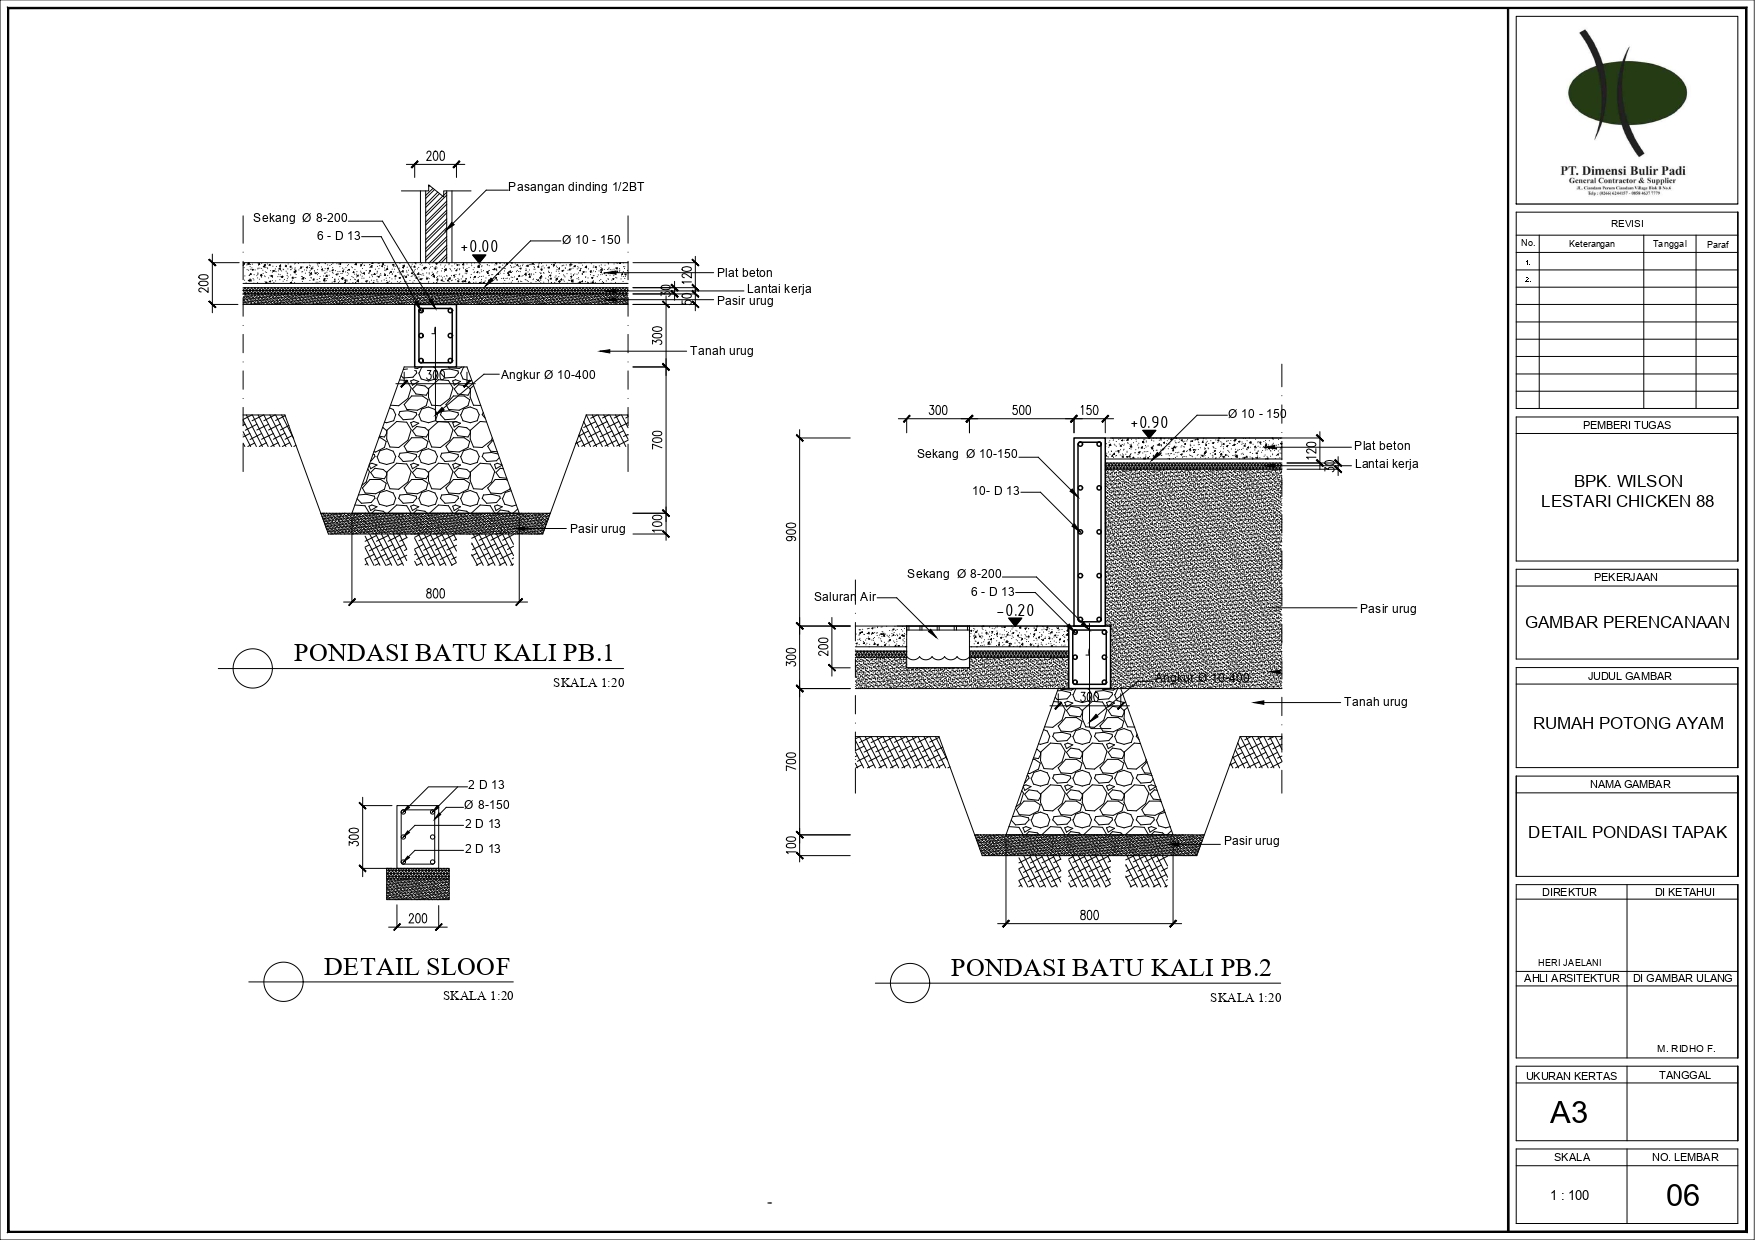 200
Pasangan dinding 1/2BT
Sekang Ø 8-200
6 - D 13
+0.00
Ø 10 - 150
200
120
Plat beton
30
Lantai kerja
50
Pasir urug
300
Tanah urug
300
Angkur Ø 10-400
700
100
Pasir urug
800
PONDASI BATU KALI PB.1
SKALA 1:20
2 D 13
Ø 8-150
2 D 13
2 D 13
300
200
DETAIL SLOOF
SKALA 1:20
300
500
150
+0.90
Ø 10 - 150
Sekang Ø 10-150
120
Plat beton
30
Lantai kerja
10- D 13
900
Sekang Ø 8-200
6 - D 13
Saluran Air
-0.20
Pasir urug
200
300
Angkur Ø 10-400
300
Tanah urug
700
100
Pasir urug
800
PONDASI BATU KALI PB.2
SKALA 1:20
-
PT. Dimensi Bulir Padi
General Contractor & Supplier
REVISI
No.
Keterangan
Tanggal
Paraf
1.
2.
PEMBERI TUGAS
BPK. WILSON
LESTARI CHICKEN 88
PEKERJAAN
GAMBAR PERENCANAAN
JUDUL GAMBAR
RUMAH POTONG AYAM
NAMA GAMBAR
DETAIL PONDASI TAPAK
DIREKTUR
DI KETAHUI
HERI JAELANI
AHLI ARSITEKTUR
DI GAMBAR ULANG
M. RIDHO F.
UKURAN KERTAS
TANGGAL
A3
SKALA
NO. LEMBAR
1 : 100
06